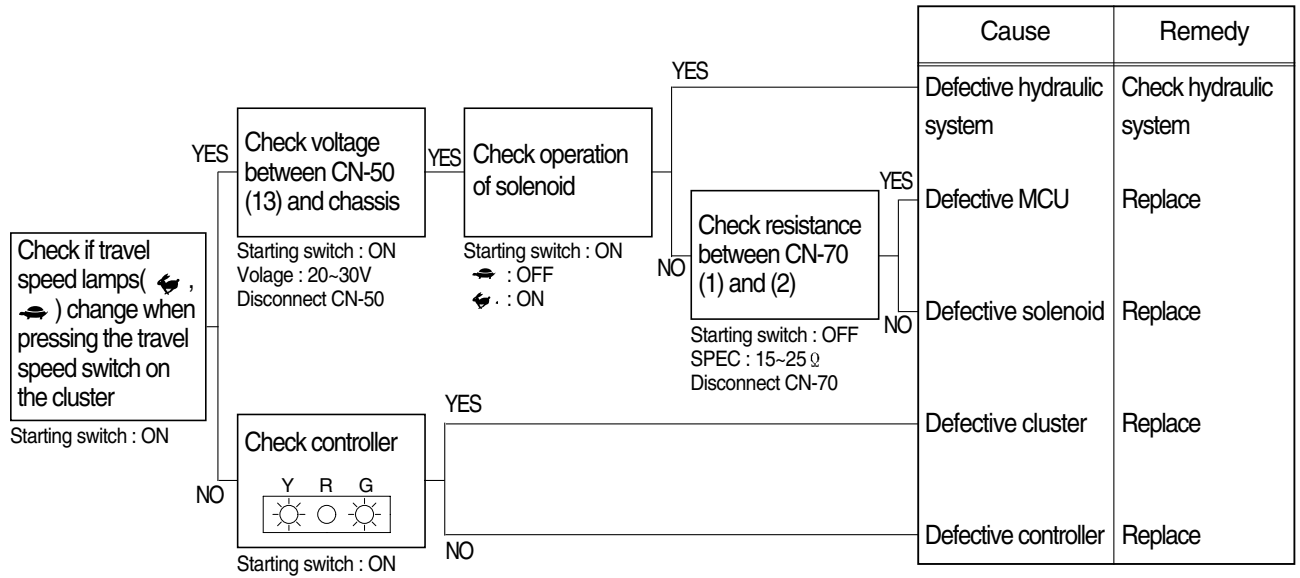 Check if travel
speed lamps( ,
) change when
pressing the travel
speed switch on
the cluster
Starting switch : ON
YES
NO
Check voltage
between CN-50
(13) and chassis
Starting switch : ON
Volage : 20~30V
Disconnect CN-50
YES
Check operation
of solenoid
Starting switch : ON
: OFF
. : ON
YES
NO
Check resistance
between CN-70
(1) and (2)
Starting switch : OFF
SPEC : 15~25 Ω
Disconnect CN-70
YES
NO
Check controller
Y R G
Starting switch : ON
YES
NO
Cause Remedy
Defective hydraulic Check hydraulic
system system
Defective MCU Replace
Defective solenoid Replace
Defective cluster Replace
Defective controller Replace